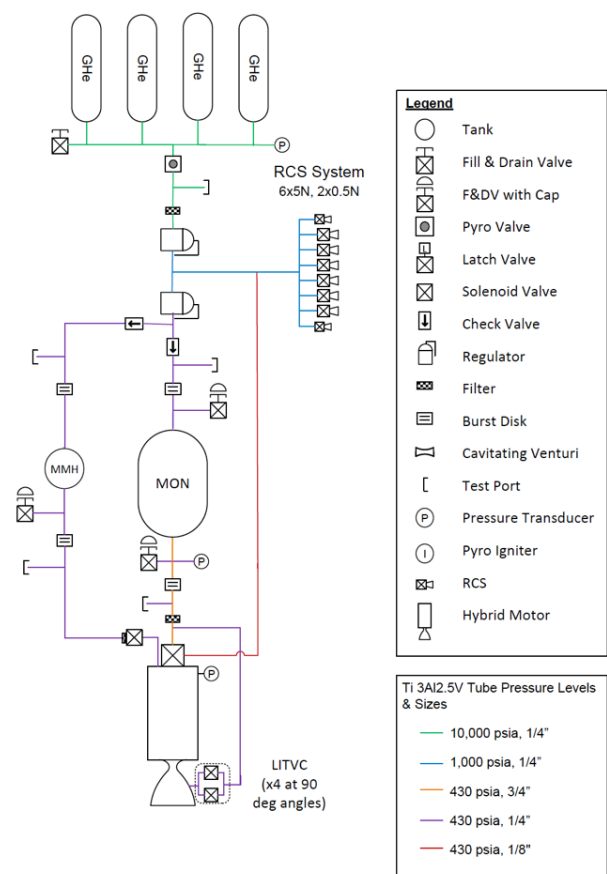 GHe
GHe
GHe
GHe
P
RCS System
6x5N, 2x0.5N
MMH
MON
P
P
LITVC
(x4 at 90
deg angles)
Legend
Tank
Fill & Drain Valve
F&DV with Cap
Pyro Valve
L
Latch Valve
Solenoid Valve
Check Valve
Regulator
Filter
Burst Disk
Cavitating Venturi
Test Port
P
Pressure Transducer
I
Pyro Igniter
RCS
Hybrid Motor
Ti 3Al2.5V Tube Pressure Levels
& Sizes
10,000 psia, 1/4"
1,000 psia, 1/4"
430 psia, 3/4"
430 psia, 1/4"
430 psia, 1/8"